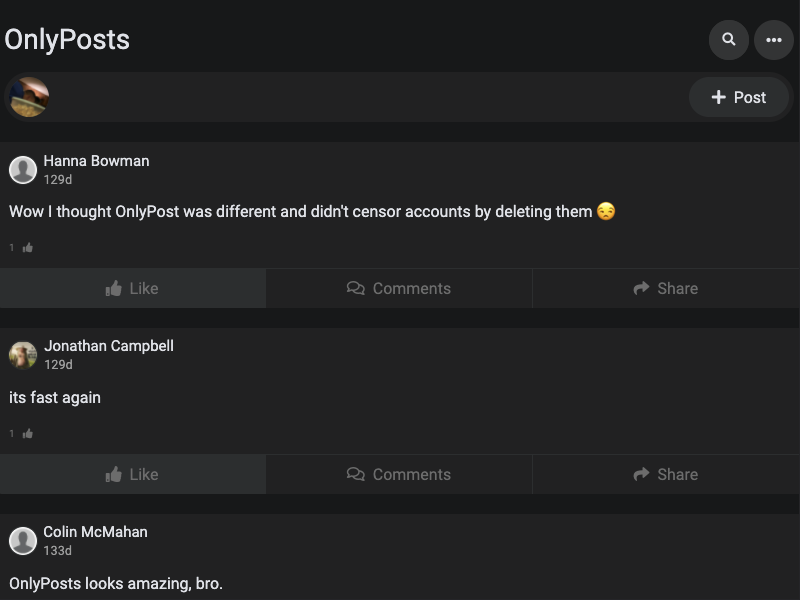 OnlyPosts
Post
Hanna Bowman
129d
Wow I thought OnlyPost was different and didn't censor accounts by deleting them 😒
1
Like Comments Share
Jonathan Campbell
129d
its fast again
1
Like Comments Share
Colin McMahan
133d
OnlyPosts looks amazing, bro.